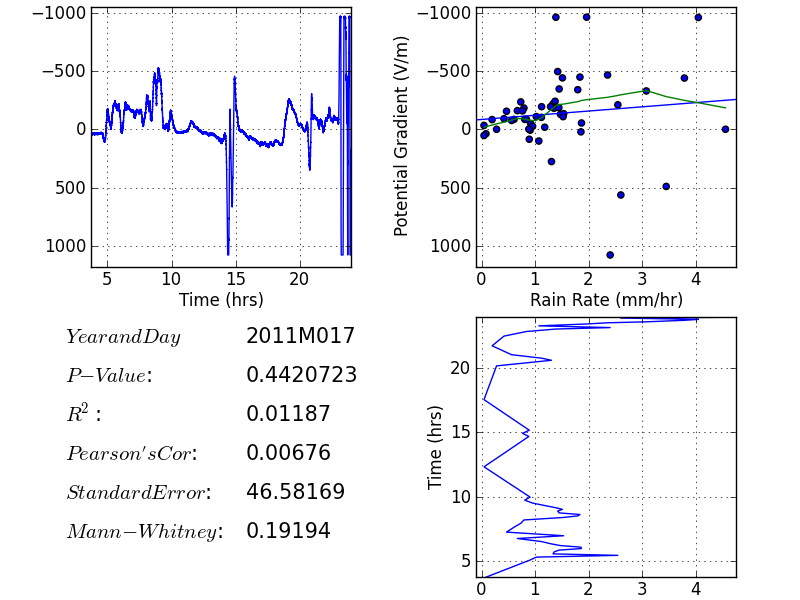 −1000
−500
0
500
1000
5 10 15 20
Time (hrs)
Potential Gradient (V/m)
−1000
−500
0
500
1000
0 1 2 3 4
Rain Rate (mm/hr)
YearandDay 2011M017
P−Value: 0.4420723
R²: 0.01187
Pearson'sCor: 0.00676
StandardError: 46.58169
Mann−Whitney: 0.19194
Time (hrs)
20
15
10
5
0 1 2 3 4